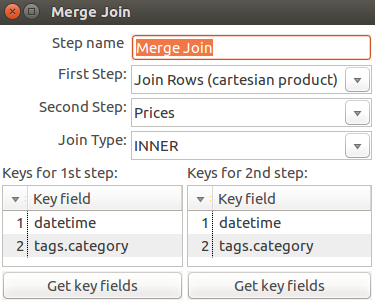 Merge Join
Step name Merge Join
First Step: Join Rows (cartesian product)
Second Step: Prices
Join Type: INNER
Keys for 1st step: Keys for 2nd step:
Key field Key field
1 datetime 1 datetime
2 tags.category 2 tags.category
Get key fields Get key fields